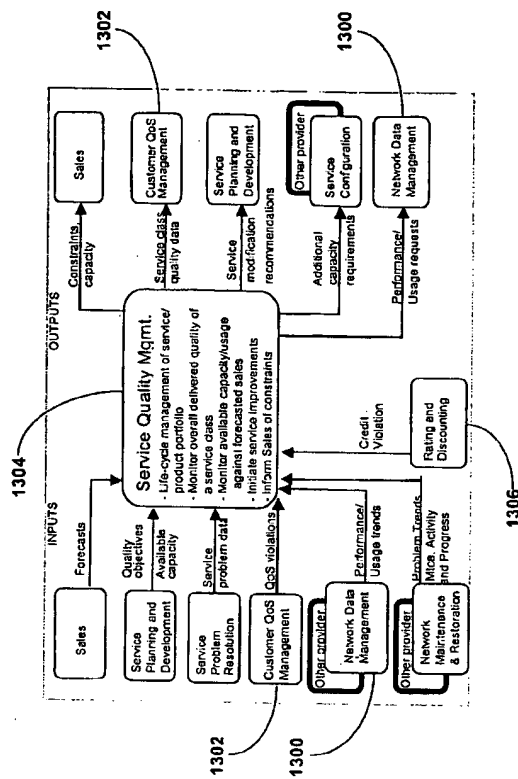 INPUTS
OUTPUTS
1304
1302
1300
Sales
Forecasts
Service
Planning and
Development
Quality
objectives
Available
capacity
Service
Problem
Resolution
Service
problem data
Customer QoS
Management
QoS violations
1302
Other provider
Network Data
Management
Performance/
Usage trends
1300
Other provider
Network
Maintenance
& Restoration
Problem Trends
Mtce. Activity
and Progress
Rating and
Discounting
Credit
Violation
1306
Service Quality Mgmt.
- Life-cycle management of service/
product portfolio
- Monitor overall delivered quality of
a service class
- Monitor available capacity/usage
against forecasted sales
- Initiate service improvements
- Inform Sales of constraints
Constraints,
capacity
Sales
Service class
quality data
Customer QoS
Management
Service
modification
recommendations
Service
Planning and
Development
Additional
capacity
requirements
Other provider
Service
Configuration
Performance/
Usage requests
Network Data
Management